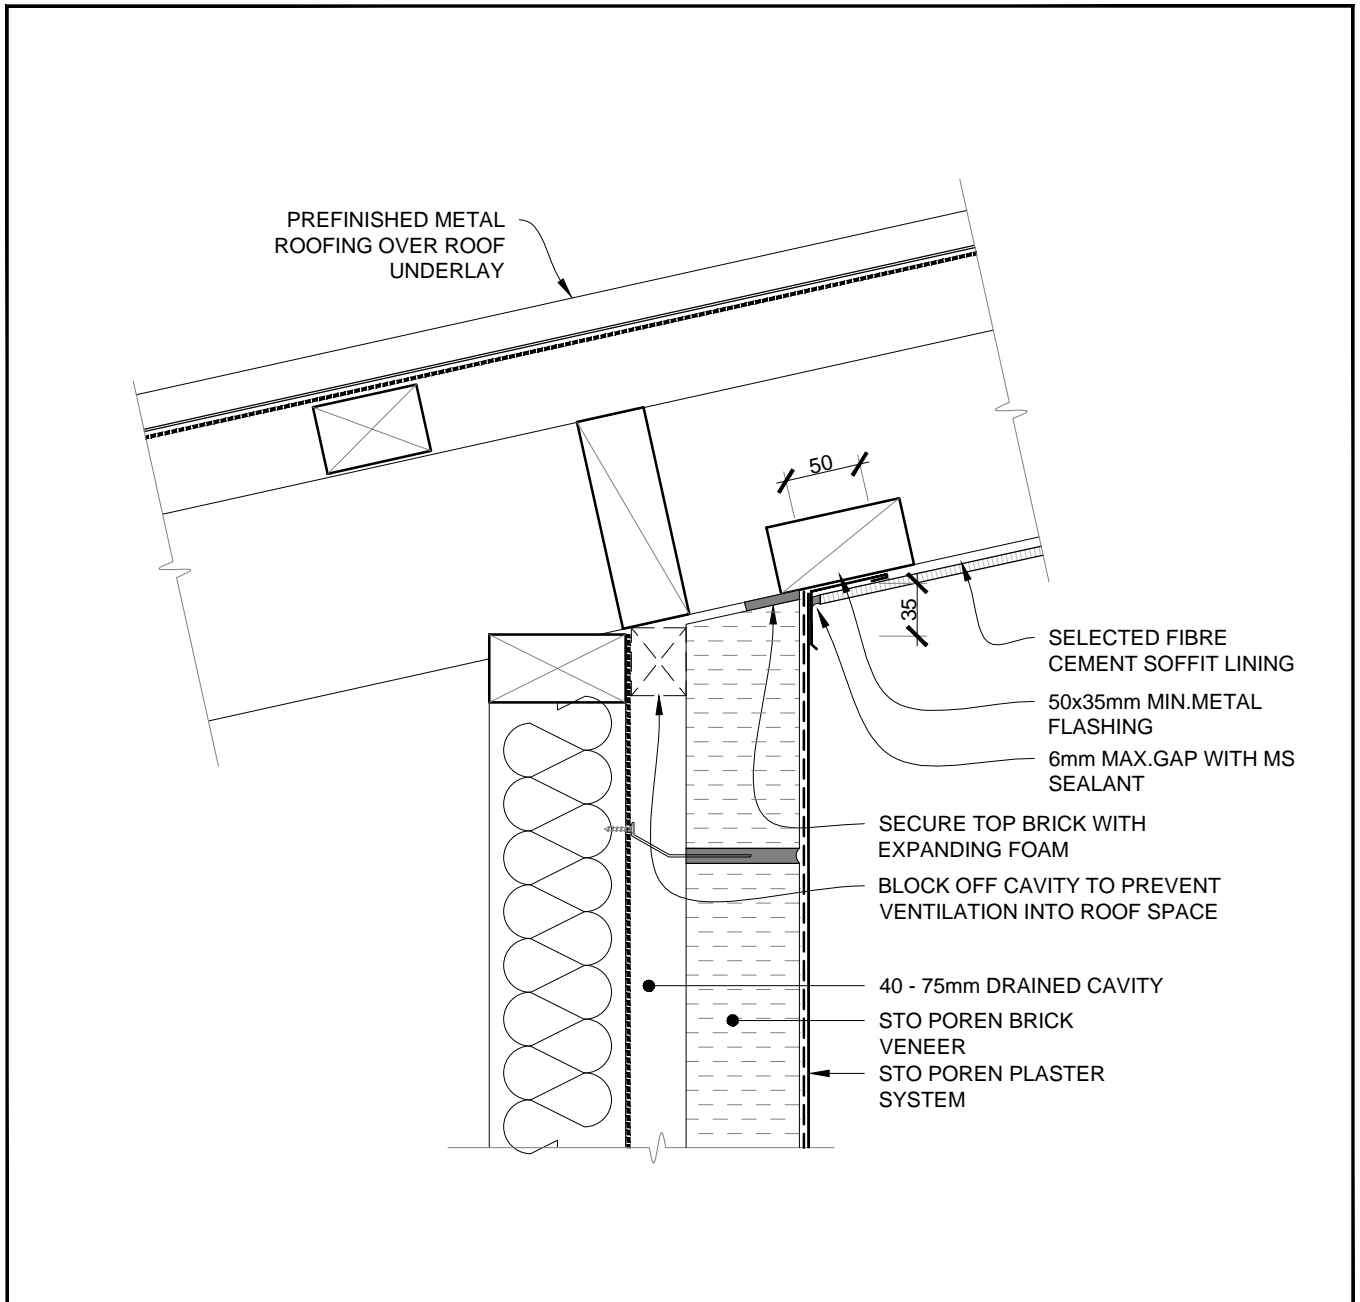 PREFINISHED METAL
ROOFING OVER ROOF
UNDERLAY
50
35
SELECTED FIBRE
CEMENT SOFFIT LINING
50x35mm MIN.METAL
FLASHING
6mm MAX.GAP WITH MS
SEALANT
SECURE TOP BRICK WITH
EXPANDING FOAM
BLOCK OFF CAVITY TO PREVENT
VENTILATION INTO ROOF SPACE
40 - 75mm DRAINED CAVITY
STO POREN BRICK
VENEER
STO POREN PLASTER
SYSTEM